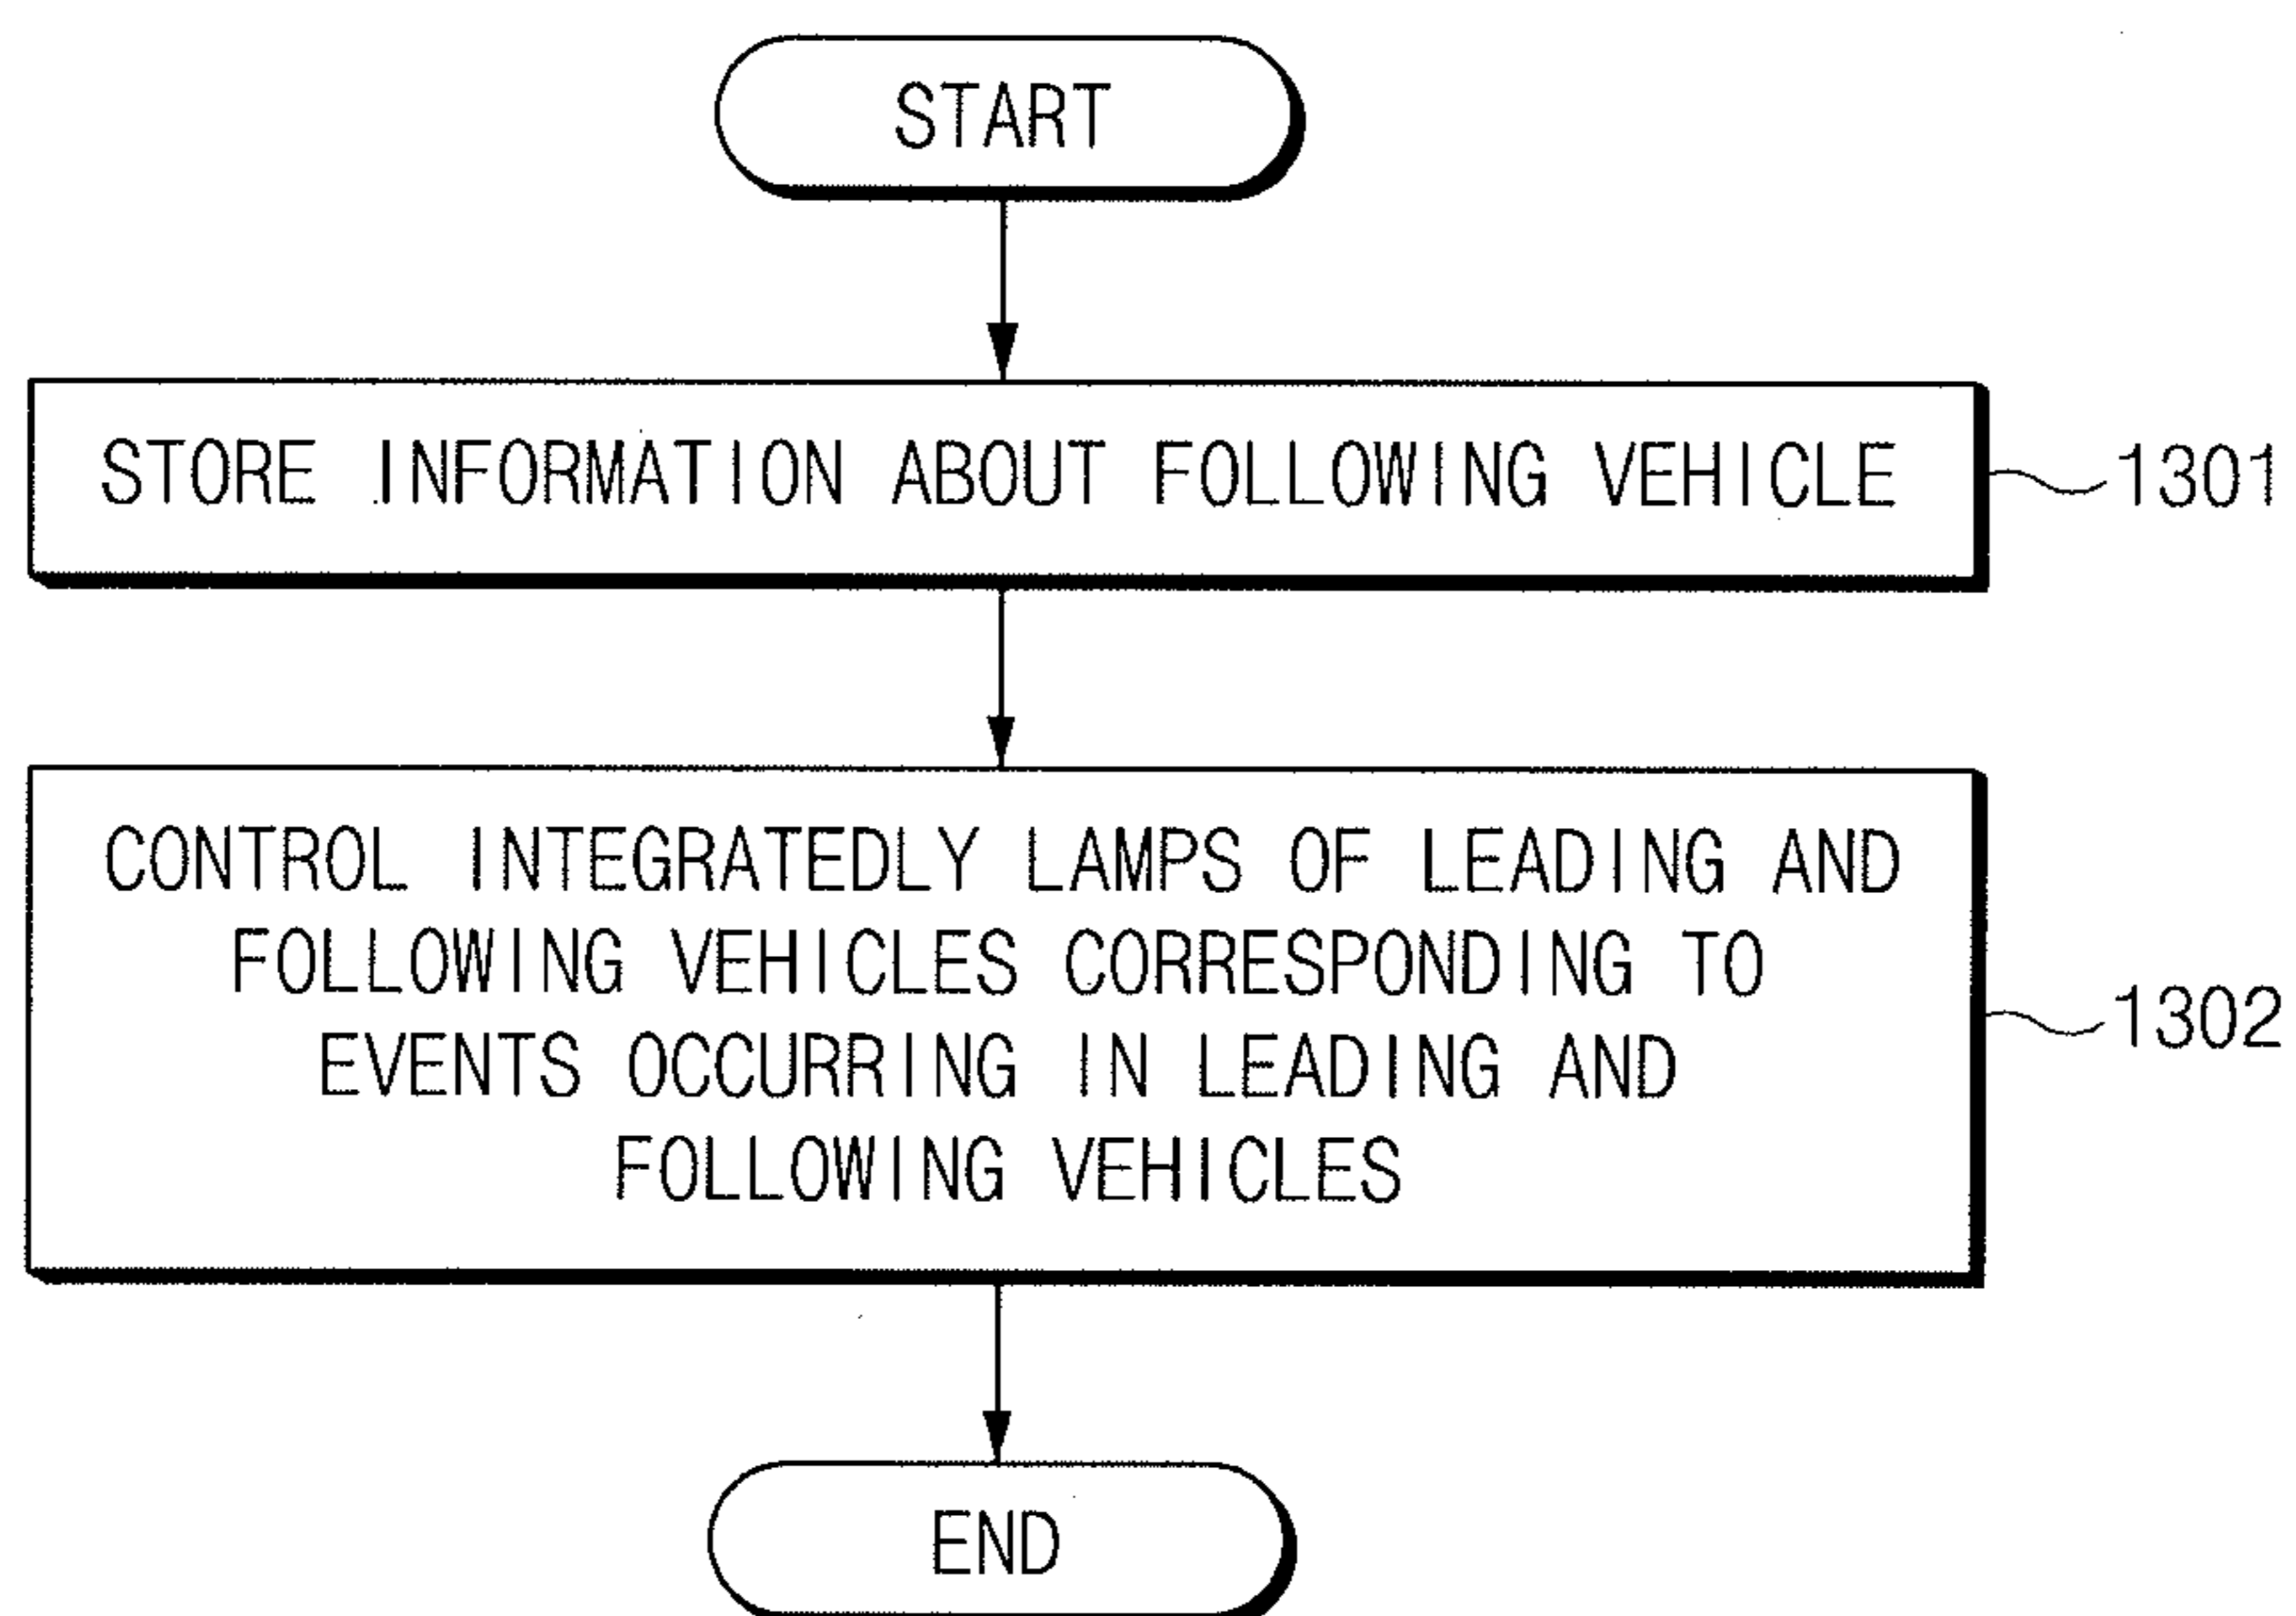 START
STORE INFORMATION ABOUT FOLLOWING VEHICLE
1301
CONTROL INTEGRATEDLY LAMPS OF LEADING AND
FOLLOWING VEHICLES CORRESPONDING TO
EVENTS OCCURRING IN LEADING AND
FOLLOWING VEHICLES
1302
END